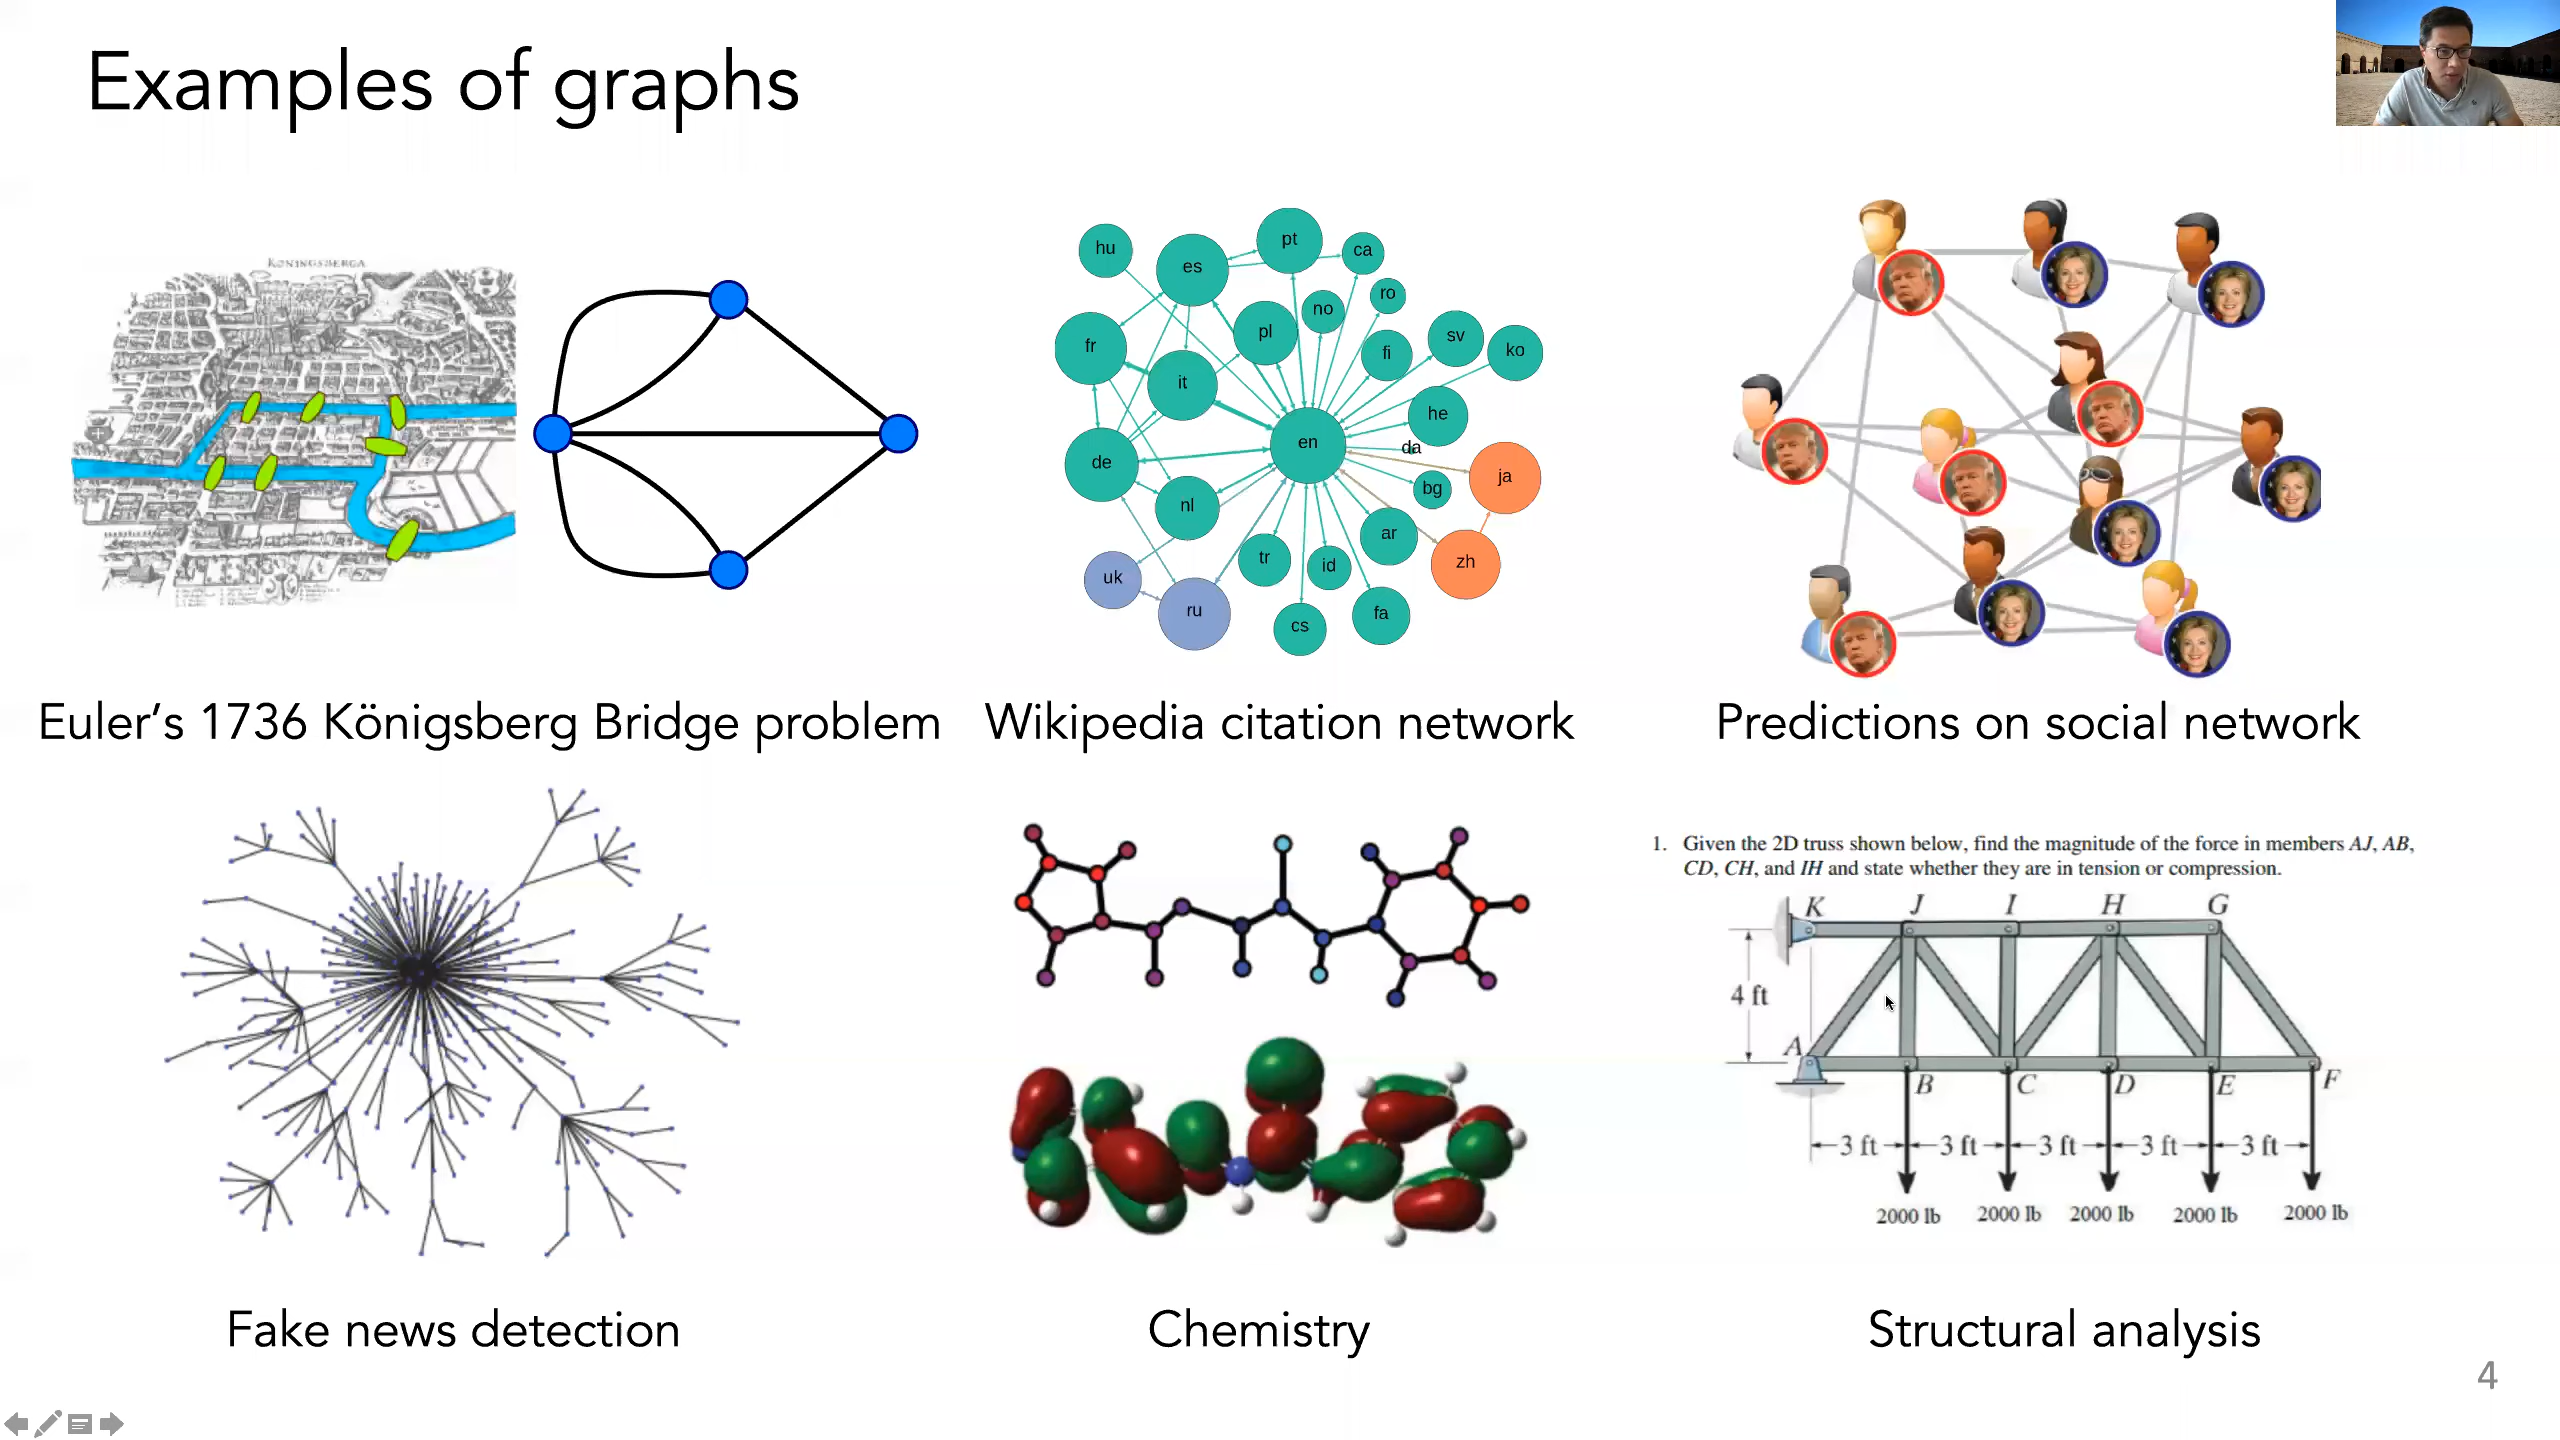 Examples of graphs
KONINGSBERGA
hu
es
pt
ca
ro
no
pl
fr
it
fi
sv
ko
he
en
da
de
ja
bg
nl
ar
zh
tr
id
uk
ru
cs
fa
Euler’s 1736 Königsberg Bridge problem
Wikipedia citation network
Predictions on social network
1. Given the 2D truss shown below, find the magnitude of the force in members AJ, AB,
CD, CH, and IH and state whether they are in tension or compression.
K J I H G
4 ft
A
B C D E F
3 ft 3 ft 3 ft 3 ft 3 ft
2000 lb 2000 lb 2000 lb 2000 lb 2000 lb
Fake news detection
Chemistry
Structural analysis
4